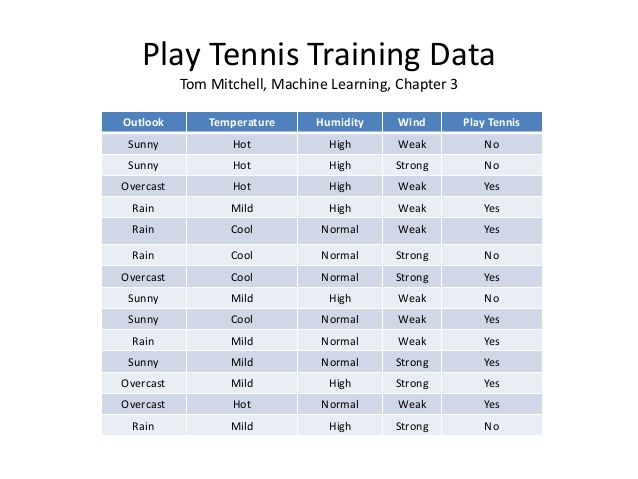 Play Tennis Training Data
Tom Mitchell, Machine Learning, Chapter 3
Outlook Temperature Humidity Wind Play Tennis
Sunny Hot High Weak No
Sunny Hot High Strong No
Overcast Hot High Weak Yes
Rain Mild High Weak Yes
Rain Cool Normal Weak Yes
Rain Cool Normal Strong No
Overcast Cool Normal Strong Yes
Sunny Mild High Weak No
Sunny Cool Normal Weak Yes
Rain Mild Normal Weak Yes
Sunny Mild Normal Strong Yes
Overcast Mild High Strong Yes
Overcast Hot Normal Weak Yes
Rain Mild High Strong No